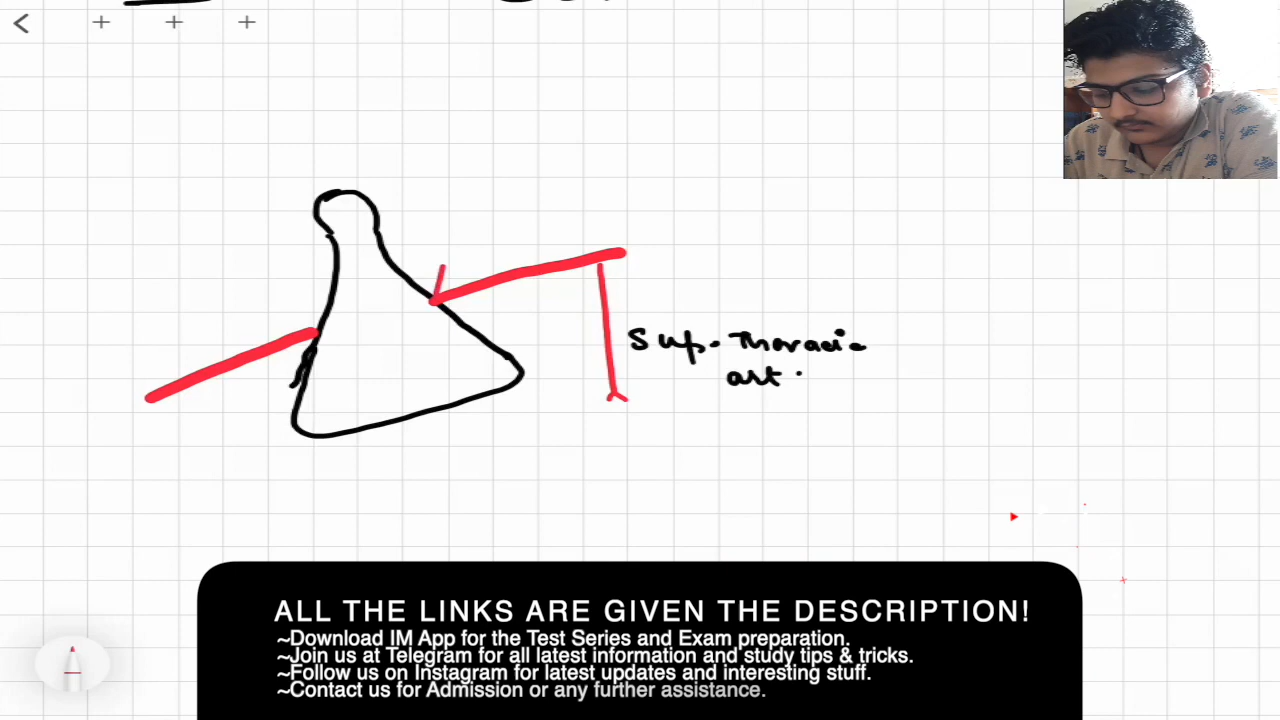 Sup. Thoracic
art.
ALL THE LINKS ARE GIVEN THE DESCRIPTION!
~Download IM App for the Test Series and Exam preparation.
~Join us at Telegram for all latest information and study tips & tricks.
~Follow us on Instagram for latest updates and interesting stuff.
~Contact us for Admission or any further assistance.